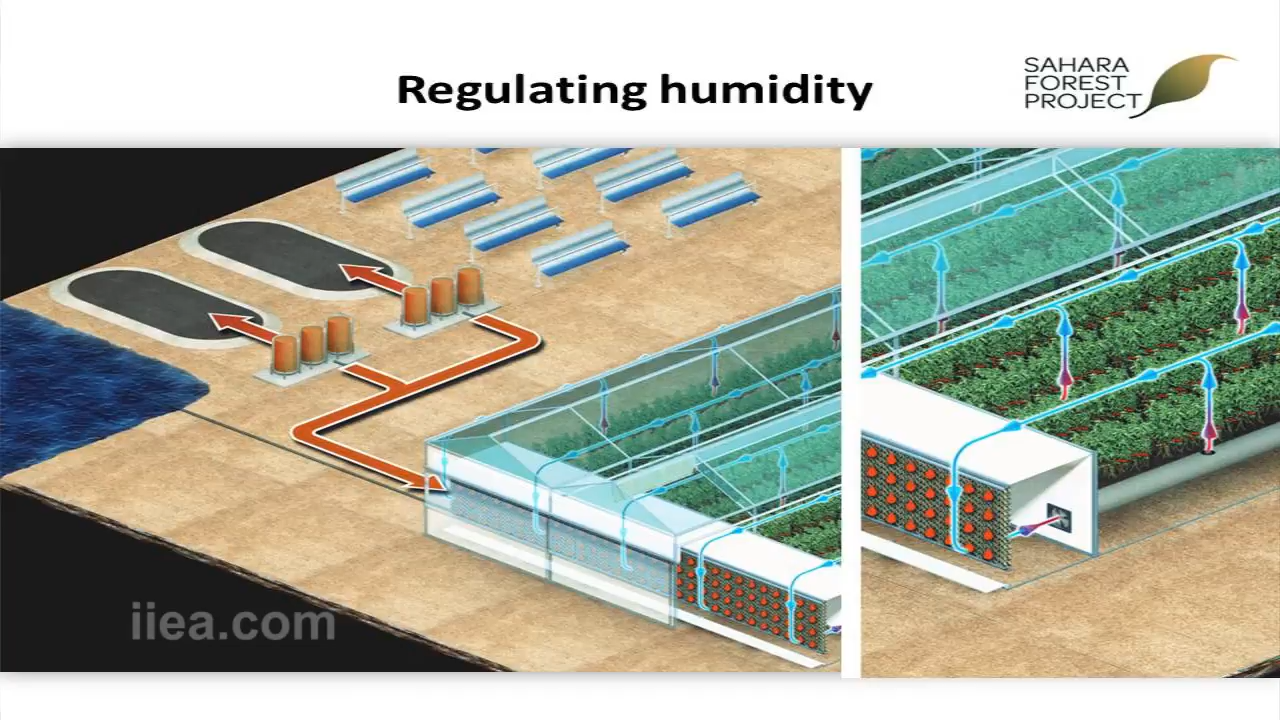 Regulating humidity
SAHARA
FOREST
PROJECT
iiea.com